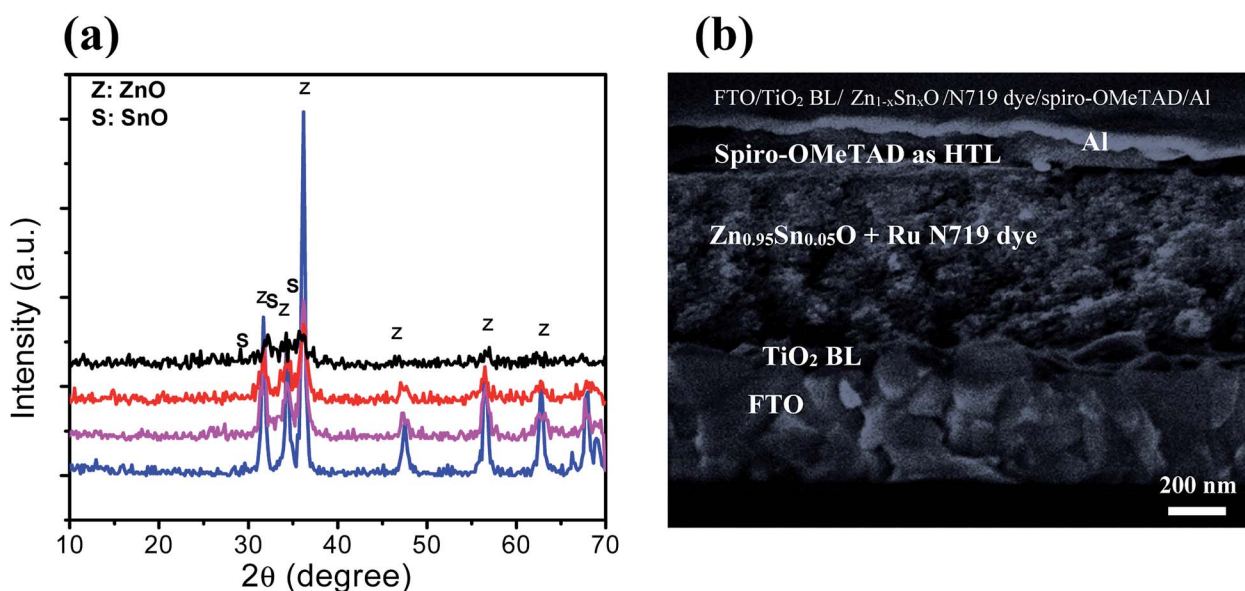 (a)
Z: ZnO
S: SnO
Z
Z
S
Z
S
S
Z
Z
Z
Intensity (a.u.)
10 20 30 40 50 60 70
2θ (degree)
(b)
FTO/TiO₂ BL/ Zn₁₋ₓSnₓO /N719 dye/spiro-OMeTAD/Al
Al
Spiro-OMeTAD as HTL
Zn₀.₉₅Sn₀.₀₅O + Ru N719 dye
TiO₂ BL
FTO
200 nm